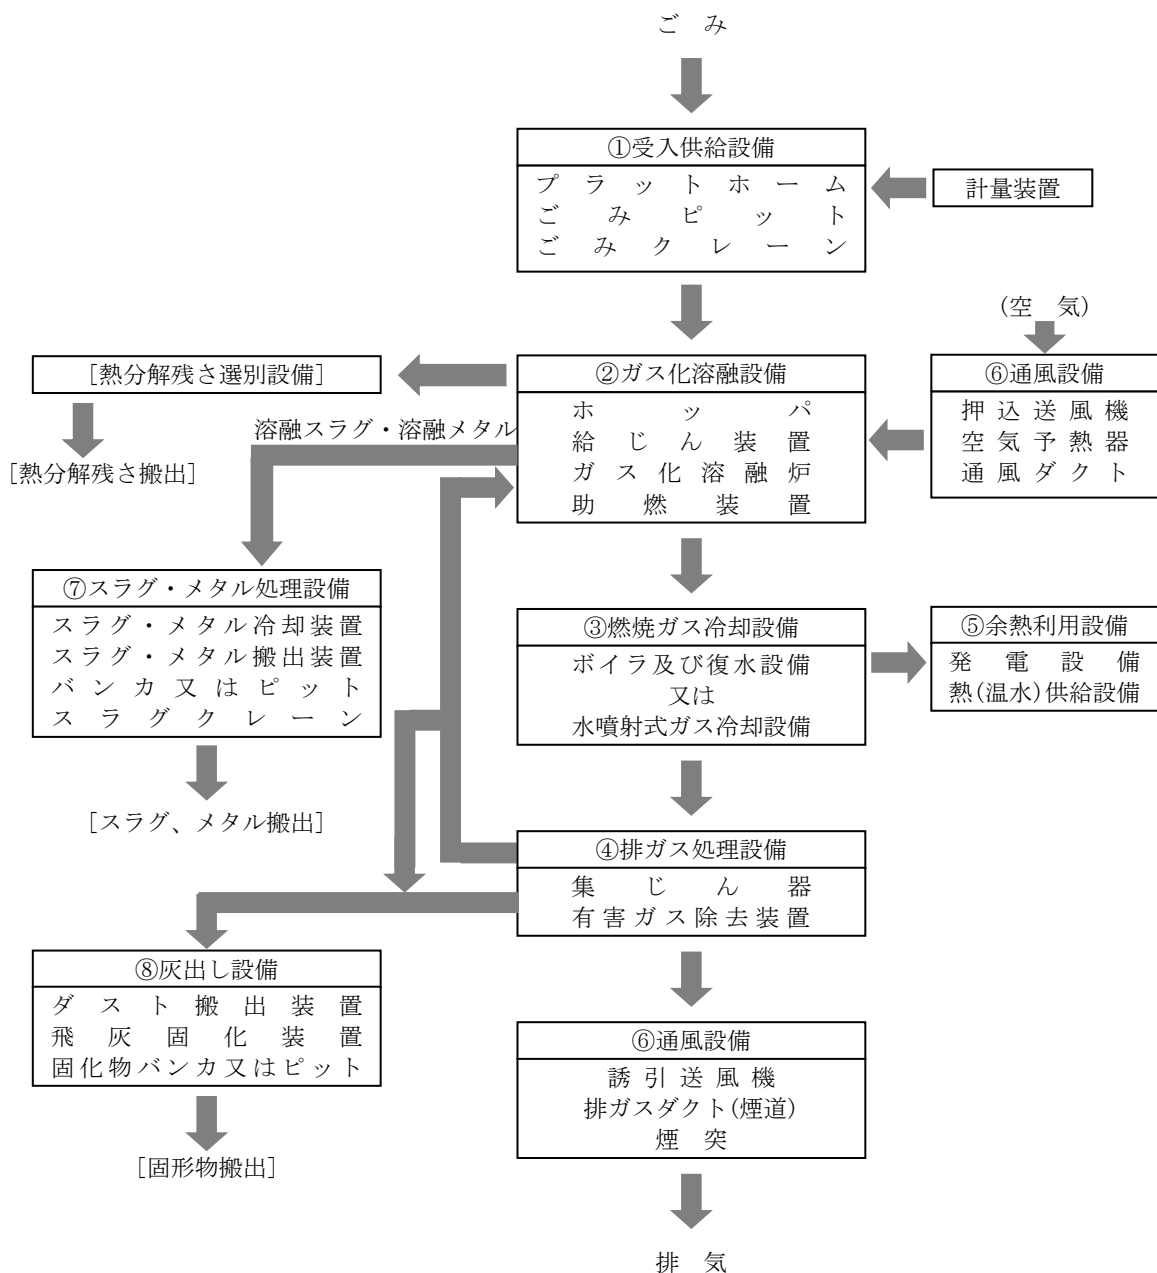 ごみ
①受入供給設備
プラットホーム
ごみピット
ごみクレーン
計量装置
(空気)
[熱分解残さ選別設備]
②ガス化溶融設備
ホッパ
給じん装置
ガス化溶融炉
助燃装置
⑥通風設備
押込送風機
空気予熱器
通風ダクト
溶融スラグ・溶融メタル
[熱分解残さ搬出]
⑦スラグ・メタル処理設備
スラグ・メタル冷却装置
スラグ・メタル搬出装置
バンカ又はピット
スラグクレーン
③燃焼ガス冷却設備
ボイラ及び復水設備
又は
水噴射式ガス冷却設備
⑤余熱利用設備
発電設備
熱(温水)供給設備
[スラグ、メタル搬出]
④排ガス処理設備
集じん器
有害ガス除去装置
⑧灰出し設備
ダスト搬出装置
飛灰固化装置
固化物バンカ又はピット
⑥通風設備
誘引送風機
排ガスダクト(煙道)
煙突
[固形物搬出]
排気